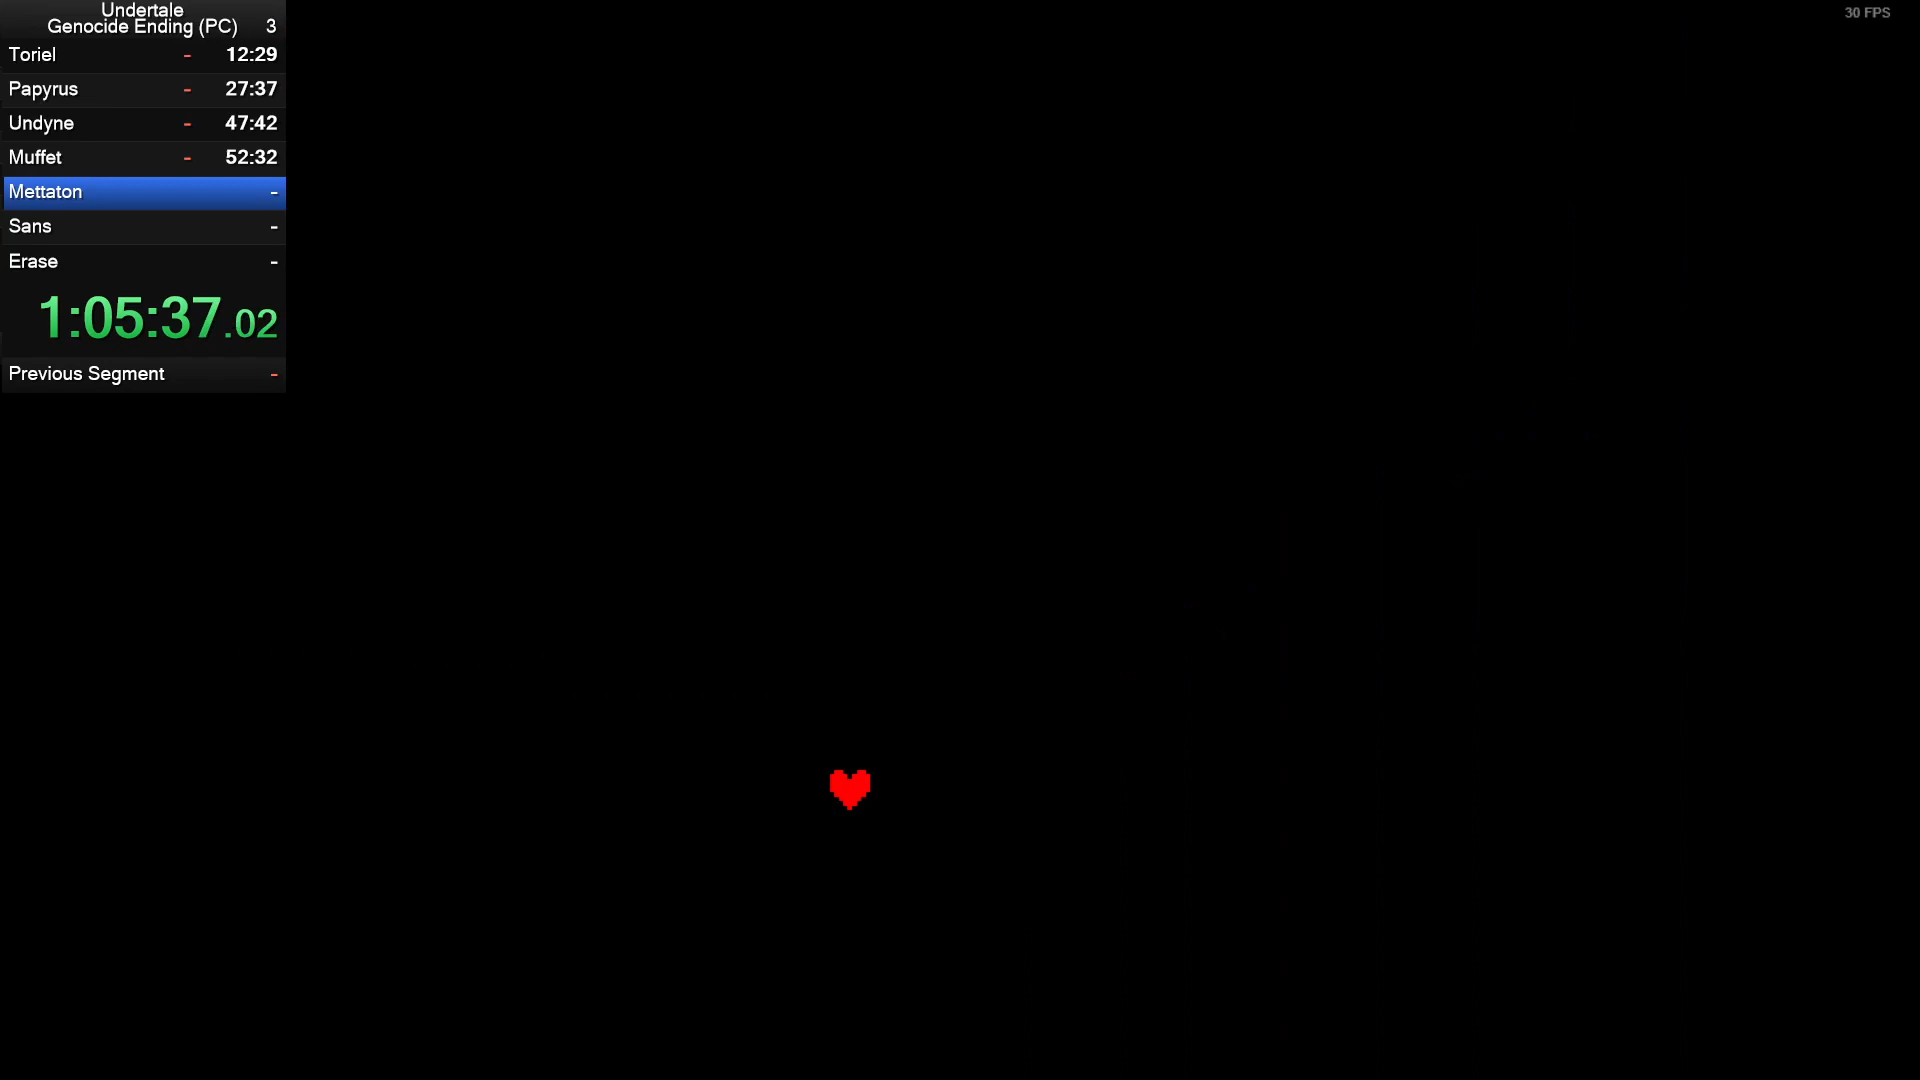 Undertale
Genocide Ending (PC) 3
Toriel - 12:29
Papyrus - 27:37
Undyne - 47:42
Muffet - 52:32
Mettaton -
Sans -
Erase -
1:05:37.02
Previous Segment -
30 FPS